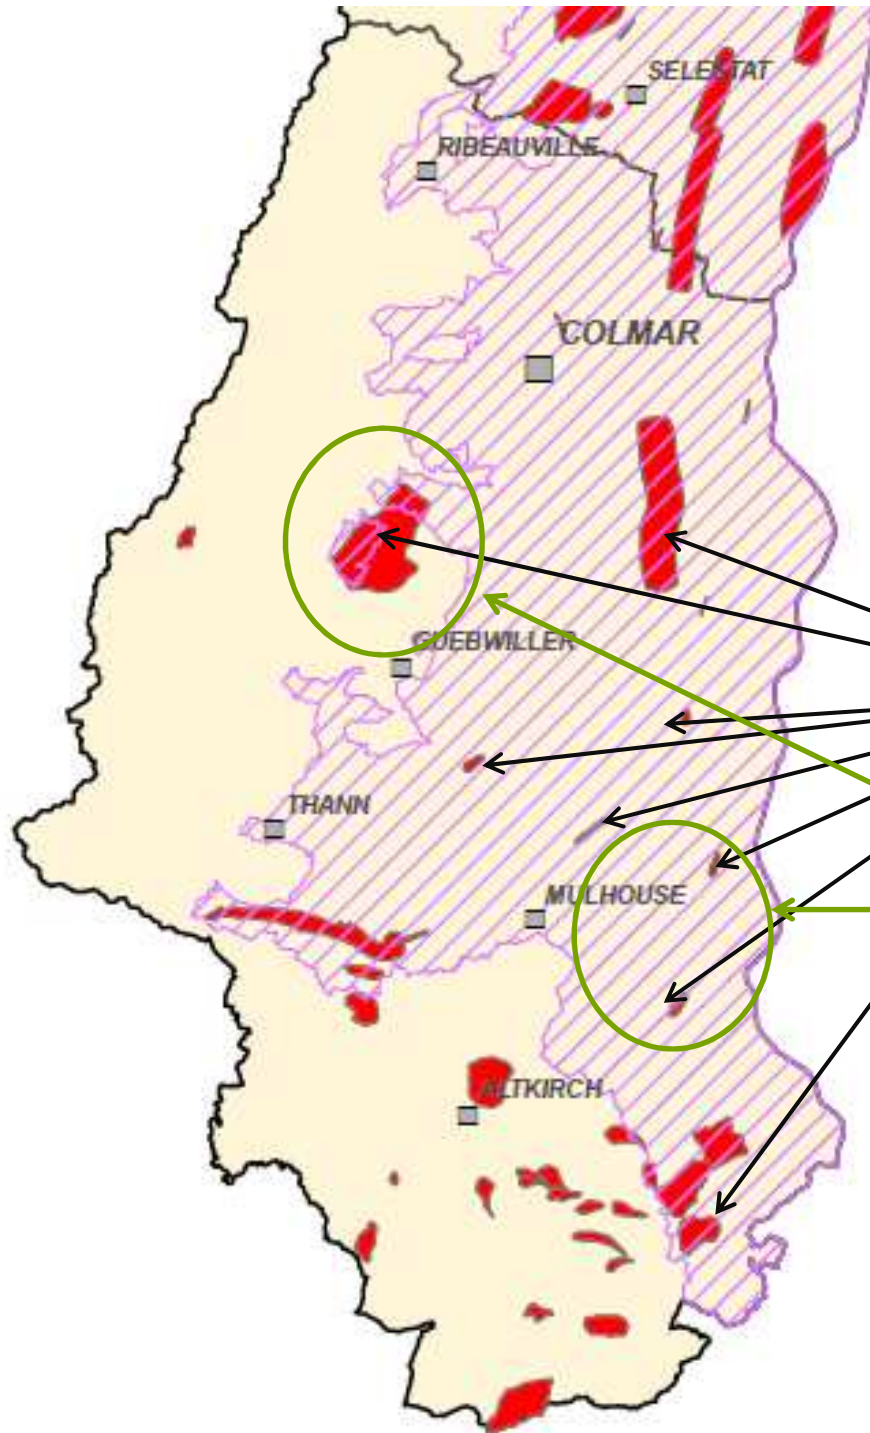 SELESTAT
RIBEAUVILLE
COLMAR
GUEBWILLER
THANN
MULHOUSE
ALTKIRCH